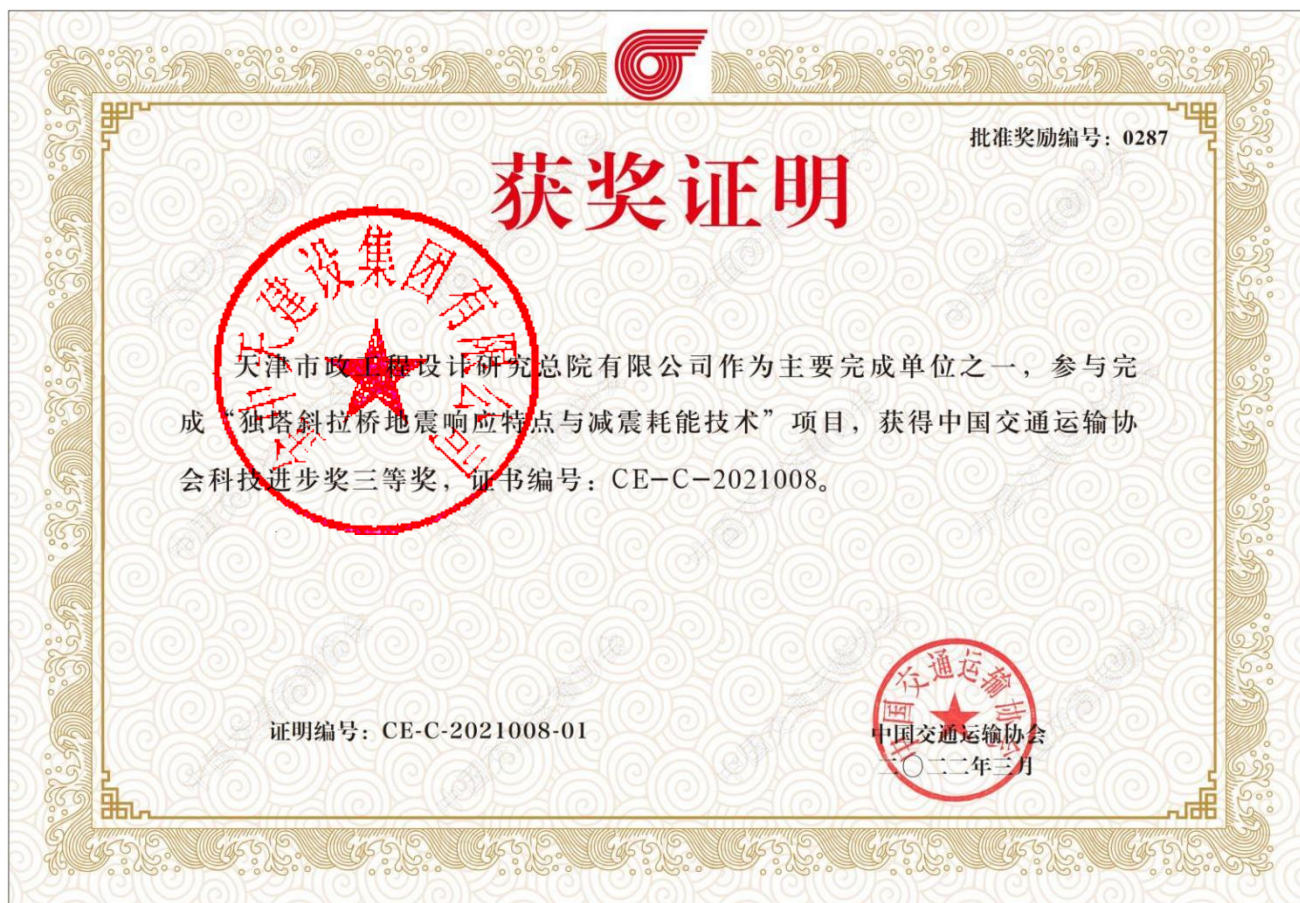 批准奖励编号：0287
获奖证明
天津市政工程设计研究总院有限公司作为主要完成单位之一，参与完
成“独塔斜拉桥地震响应特点与减震耗能技术”项目，获得中国交通运输协
会科技进步奖三等奖，证书编号：CE-C-2021008。
建设集团有限公司
证明编号：CE-C-2021008-01
中国交通运输协会
中国交通运输协会
二〇二二年三月